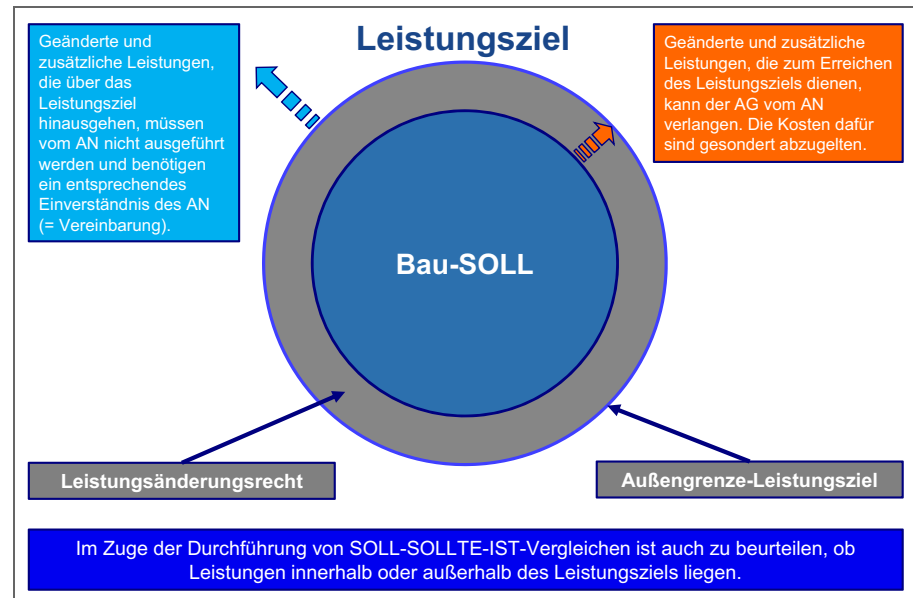 Leistungsziel
Geänderte und
zusätzliche Leistungen,
die über das
Leistungsziel
hinausgehen, müssen
vom AN nicht ausgeführt
werden und benötigen
ein entsprechendes
Einverständnis des AN
(= Vereinbarung).
Geänderte und zusätzliche
Leistungen, die zum Erreichen
des Leistungsziels dienen,
kann der AG vom AN
verlangen. Die Kosten dafür
sind gesondert abzugelten.
Bau-SOLL
Leistungsänderungsrecht
Außengrenze-Leistungsziel
Im Zuge der Durchführung von SOLL-SOLLTE-IST-Vergleichen ist auch zu beurteilen, ob
Leistungen innerhalb oder außerhalb des Leistungsziels liegen.